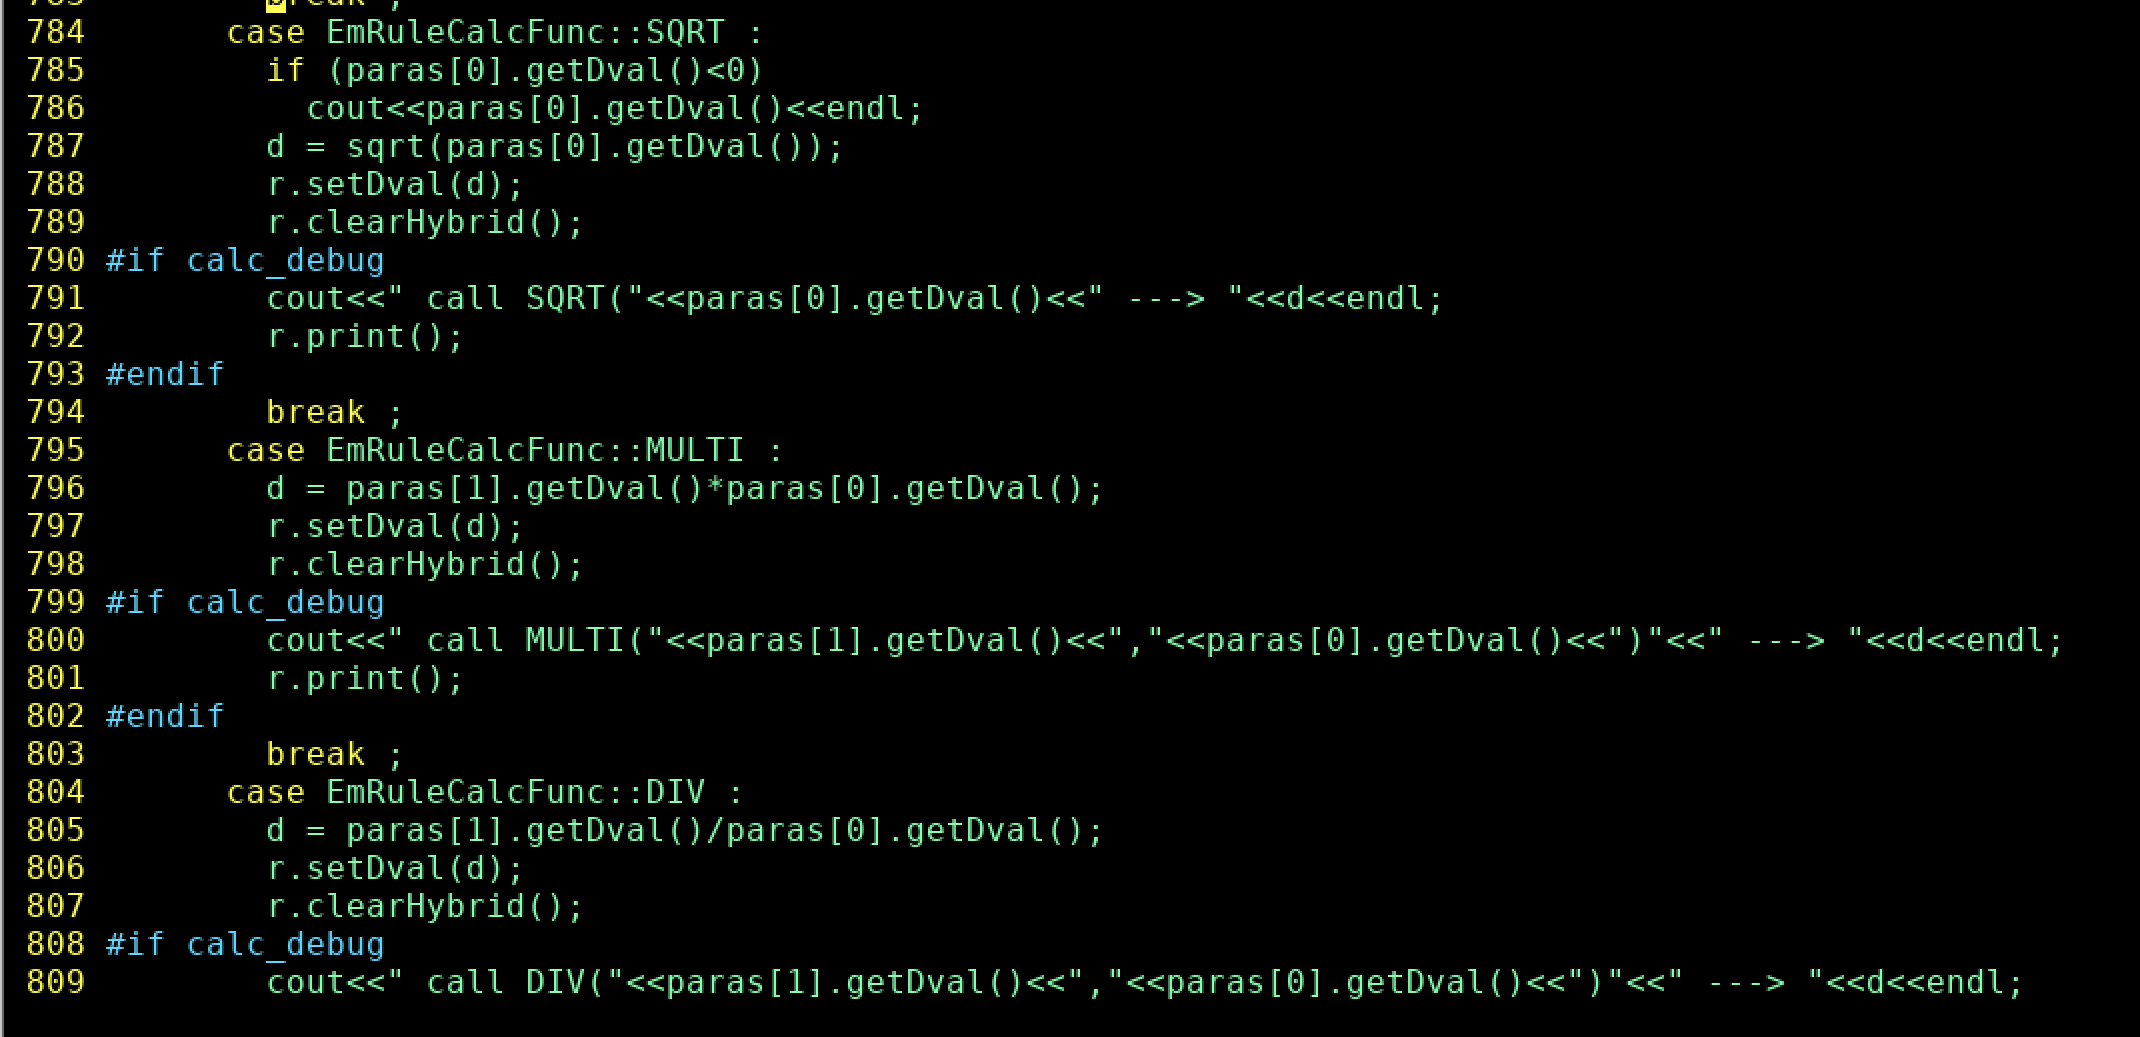 783         break ;
784       case EmRuleCalcFunc::SQRT :
785         if (paras[0].getDval()<0)
786           cout<<paras[0].getDval()<<endl;
787         d = sqrt(paras[0].getDval());
788         r.setDval(d);
789         r.clearHybrid();
790 #if calc_debug
791         cout<<" call SQRT("<<paras[0].getDval()<<" ---> "<<d<<endl;
792         r.print();
793 #endif
794         break ;
795       case EmRuleCalcFunc::MULTI :
796         d = paras[1].getDval()*paras[0].getDval();
797         r.setDval(d);
798         r.clearHybrid();
799 #if calc_debug
800         cout<<" call MULTI("<<paras[1].getDval()<<","<<paras[0].getDval()<<")"<<" ---> "<<d<<endl;
801         r.print();
802 #endif
803         break ;
804       case EmRuleCalcFunc::DIV :
805         d = paras[1].getDval()/paras[0].getDval();
806         r.setDval(d);
807         r.clearHybrid();
808 #if calc_debug
809         cout<<" call DIV("<<paras[1].getDval()<<","<<paras[0].getDval()<<")"<<" ---> "<<d<<endl;